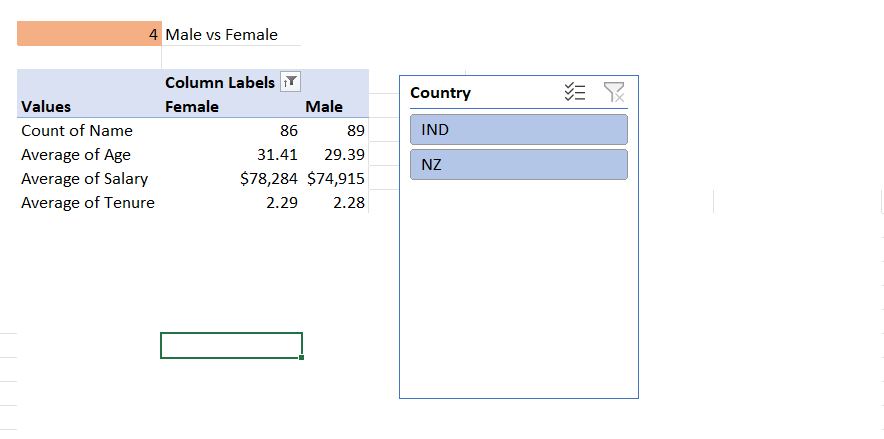 4 Male vs Female
Column Labels
Values Female Male
Count of Name 86 89
Average of Age 31.41 29.39
Average of Salary $78,284 $74,915
Average of Tenure 2.29 2.28
Country
IND
NZ